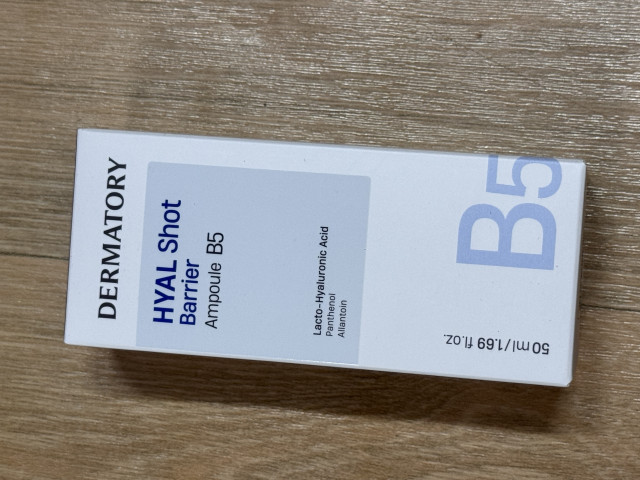 DERMATORY
HYAL Shot
Barrier
Ampoule B5
Lacto-Hyaluronic Acid
Panthenol
Allantoin
B5
50 ml/1.69 fl.oz.